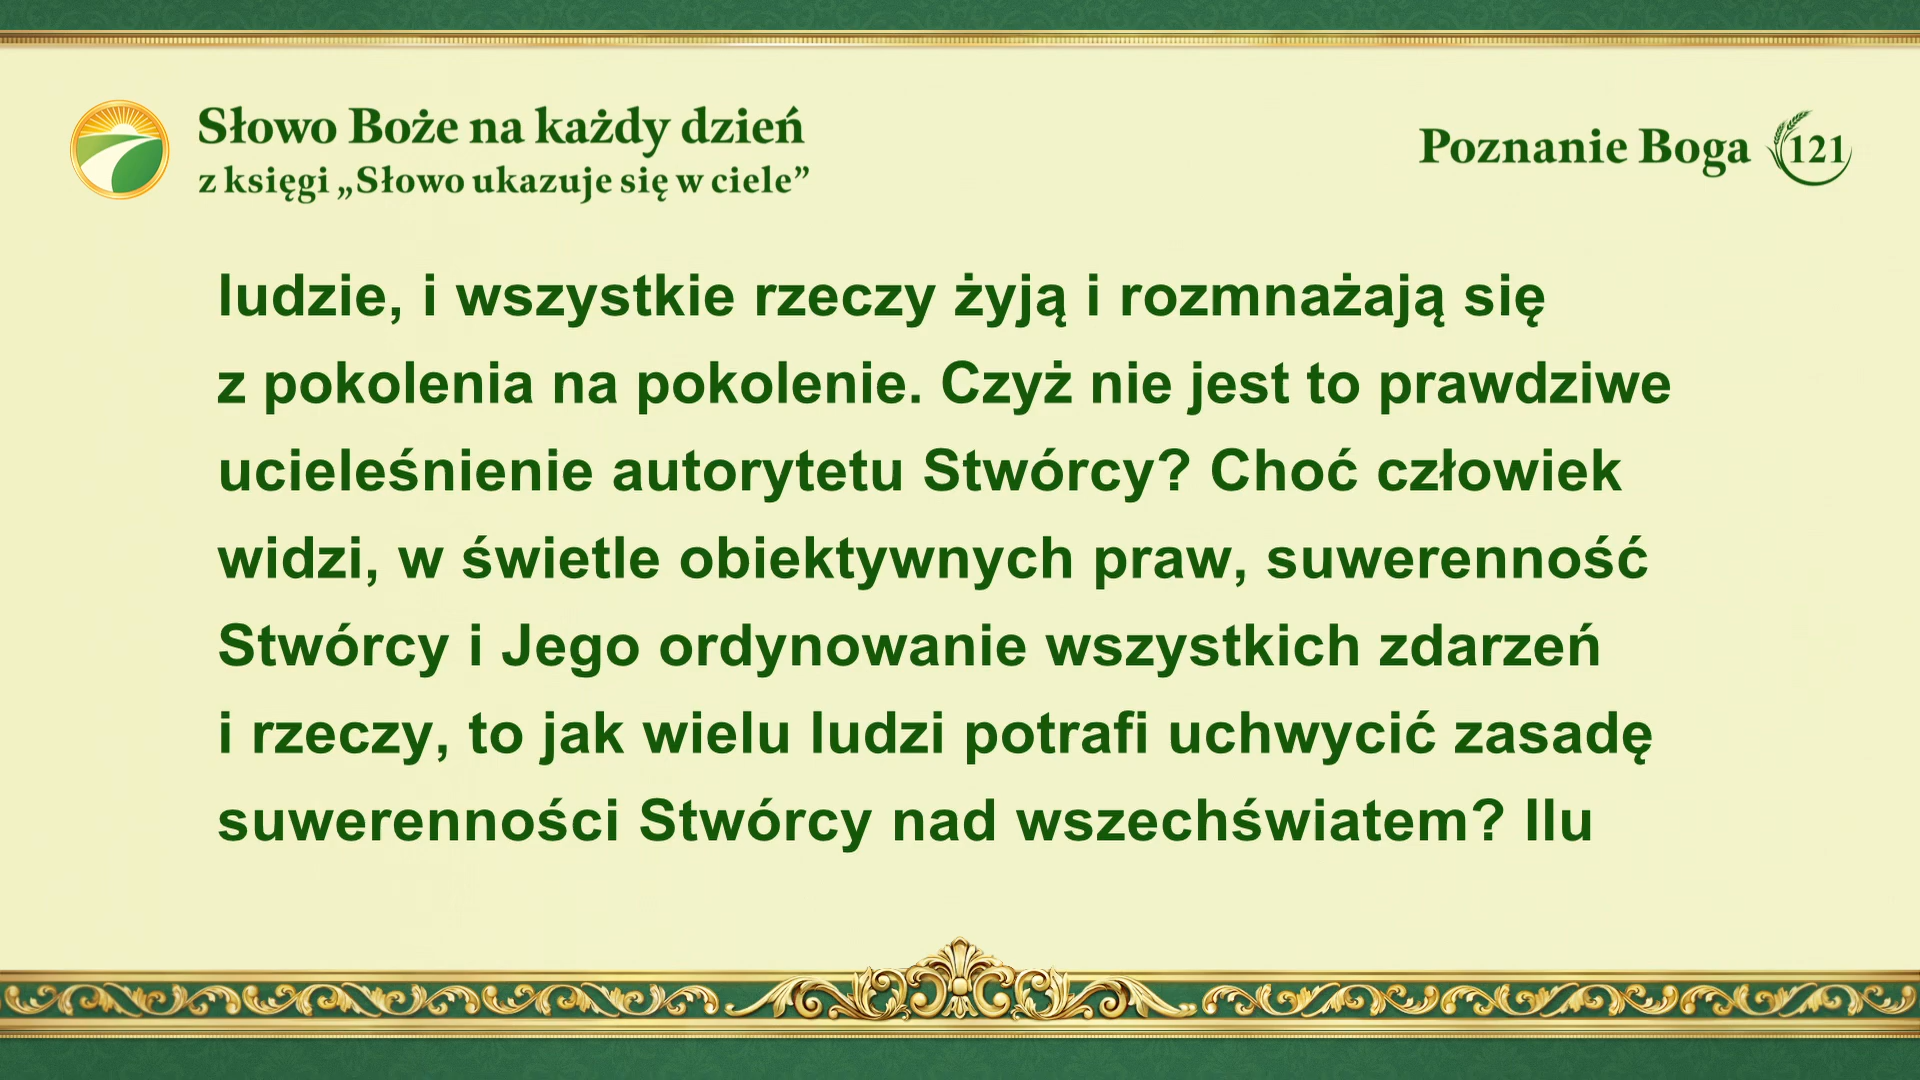 Słowo Boże na każdy dzień
z księgi „Słowo ukazuje się w ciele”
Poznanie Boga 121
ludzie, i wszystkie rzeczy żyją i rozmnażają się
z pokolenia na pokolenie. Czyż nie jest to prawdziwe
ucieleśnienie autorytetu Stwórcy? Choć człowiek
widzi, w świetle obiektywnych praw, suwerenność
Stwórcy i Jego ordynowanie wszystkich zdarzeń
i rzeczy, to jak wielu ludzi potrafi uchwycić zasadę
suwerenności Stwórcy nad wszechświatem? Ilu